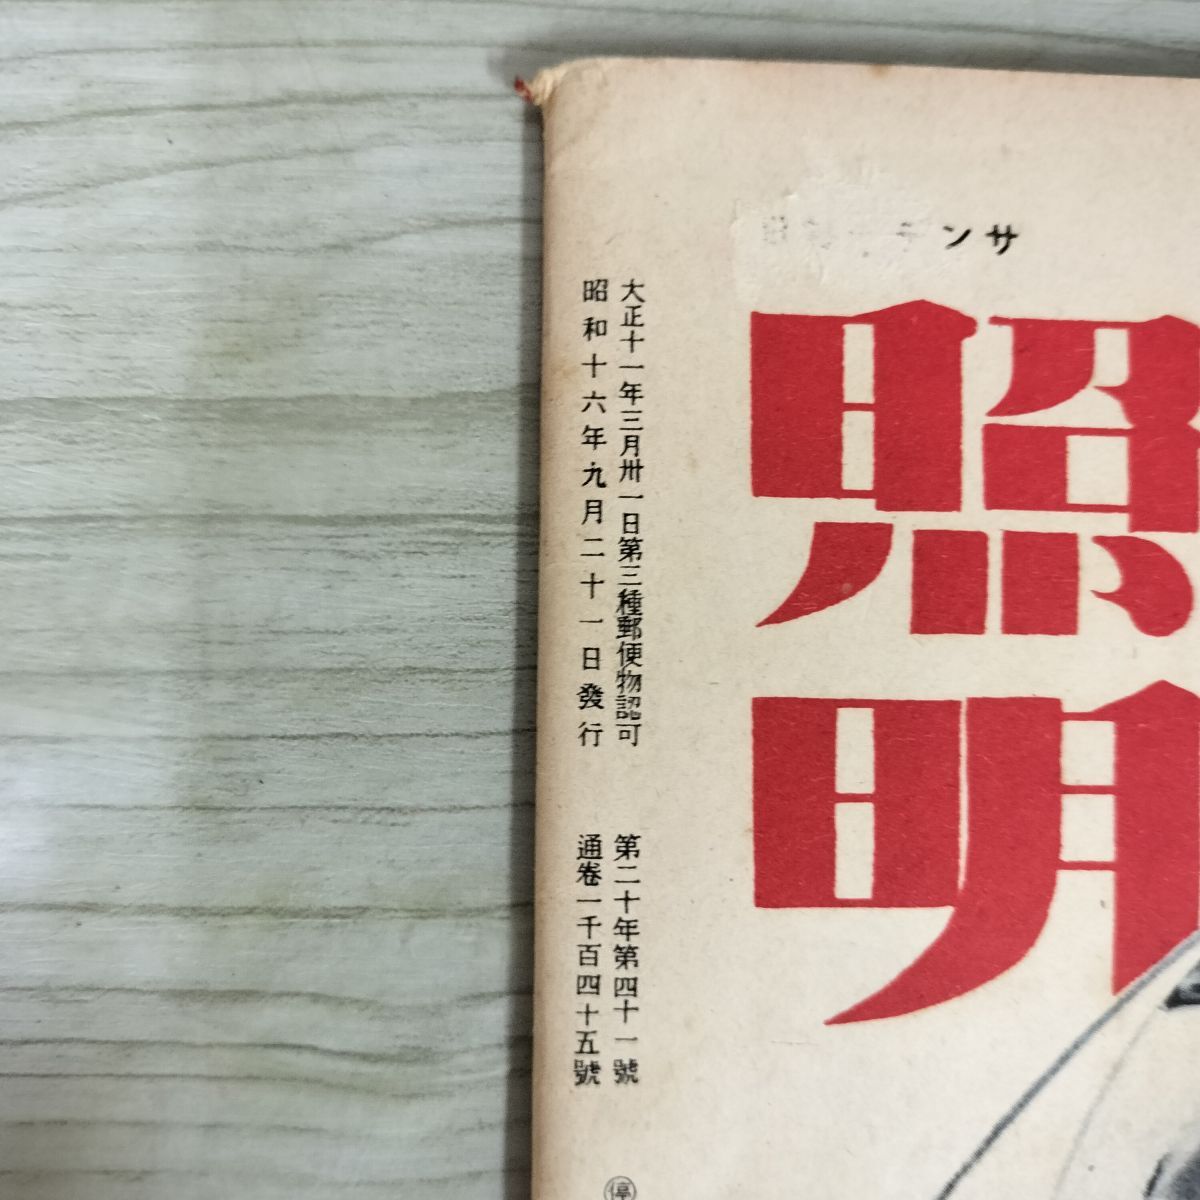 サンデー毎日
照明
大正十一年三月卅一日第三種郵便物認可
昭和十六年九月二十一日發行
第二十年第四十一號
通卷一千百四十五號
停